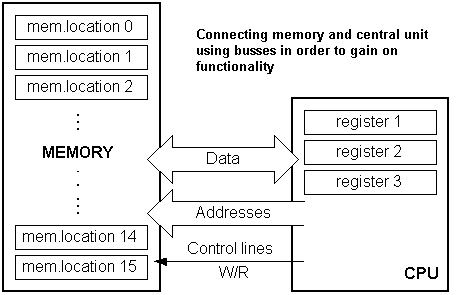 mem.location 0
mem.location 1
mem.location 2
MEMORY
mem.location 14
mem.location 15
Connecting memory and central unit
using busses in order to gain on
functionality
Data
Addresses
Control lines
W/R
register 1
register 2
register 3
CPU